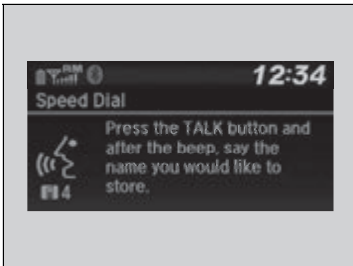 12:34
Speed Dial
Press the TALK button and
after the beep, say the
name you would like to
store.
4